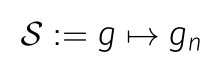 𝒮 := g ↦ gₙ